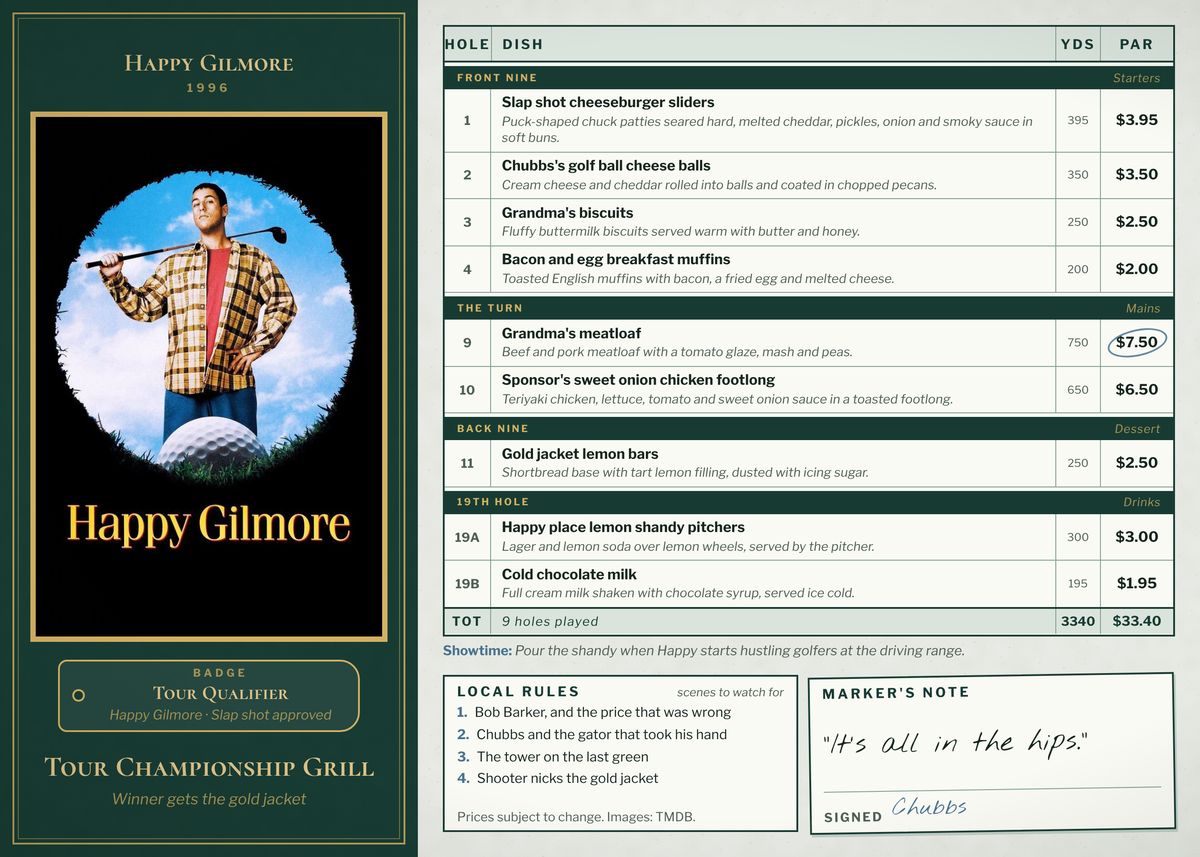 Happy Gilmore
1996
Happy Gilmore
BADGE
Tour Qualifier
Happy Gilmore · Slap shot approved
Tour Championship Grill
Winner gets the gold jacket
HOLE DISH YDS PAR
FRONT NINE Starters
1 Slap shot cheeseburger sliders 395 $3.95
Puck-shaped chuck patties seared hard, melted cheddar, pickles, onion and smoky sauce in
soft buns.
2 Chubbs's golf ball cheese balls 350 $3.50
Cream cheese and cheddar rolled into balls and coated in chopped pecans.
3 Grandma's biscuits 250 $2.50
Fluffy buttermilk biscuits served warm with butter and honey.
4 Bacon and egg breakfast muffins 200 $2.00
Toasted English muffins with bacon, a fried egg and melted cheese.
THE TURN Mains
9 Grandma's meatloaf 750 $7.50
Beef and pork meatloaf with a tomato glaze, mash and peas.
10 Sponsor's sweet onion chicken footlong 650 $6.50
Teriyaki chicken, lettuce, tomato and sweet onion sauce in a toasted footlong.
BACK NINE Dessert
11 Gold jacket lemon bars 250 $2.50
Shortbread base with tart lemon filling, dusted with icing sugar.
19TH HOLE Drinks
19A Happy place lemon shandy pitchers 300 $3.00
Lager and lemon soda over lemon wheels, served by the pitcher.
19B Cold chocolate milk 195 $1.95
Full cream milk shaken with chocolate syrup, served ice cold.
TOT 9 holes played 3340 $33.40
Showtime: Pour the shandy when Happy starts hustling golfers at the driving range.
LOCAL RULES scenes to watch for
1. Bob Barker, and the price that was wrong
2. Chubbs and the gator that took his hand
3. The tower on the last green
4. Shooter nicks the gold jacket
Prices subject to change. Images: TMDB.
MARKER'S NOTE
"It's all in the hips."
SIGNED Chubbs